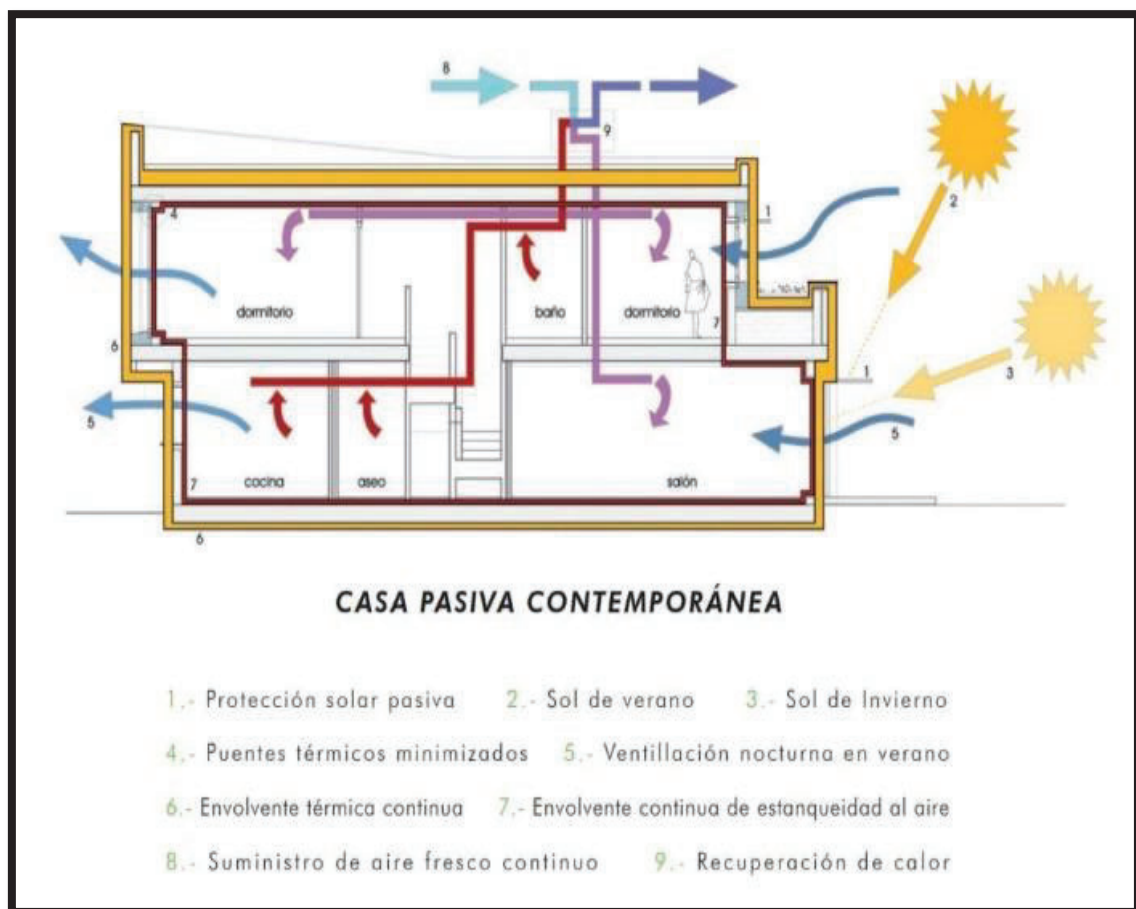 8
9
2
4
1
dormitorio
baño
dormitorio
7
6
1
3
5
5
7
cocina
aseo
salón
6
CASA PASIVA CONTEMPORÁNEA
1.- Protección solar pasiva 2.- Sol de verano 3.- Sol de Invierno
4.- Puentes térmicos minimizados 5.- Ventillación nocturna en verano
6.- Envolvente térmica continua 7.- Envolvente continua de estanqueidad al aire
8.- Suministro de aire fresco continuo 9.- Recuperación de calor